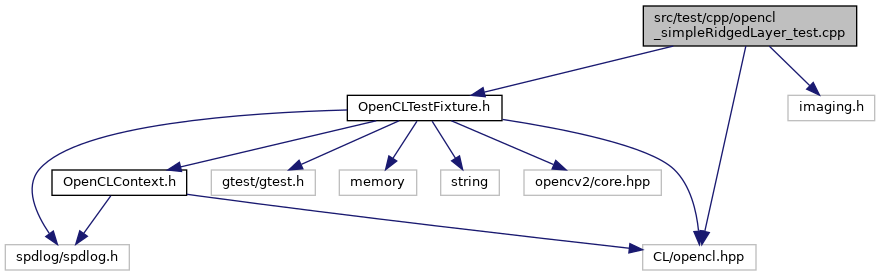 src/test/cpp/opencl
_simpleRidgedLayer_test.cpp
OpenCLTestFixture.h
imaging.h
OpenCLContext.h
gtest/gtest.h
memory
string
opencv2/core.hpp
spdlog/spdlog.h
CL/opencl.hpp